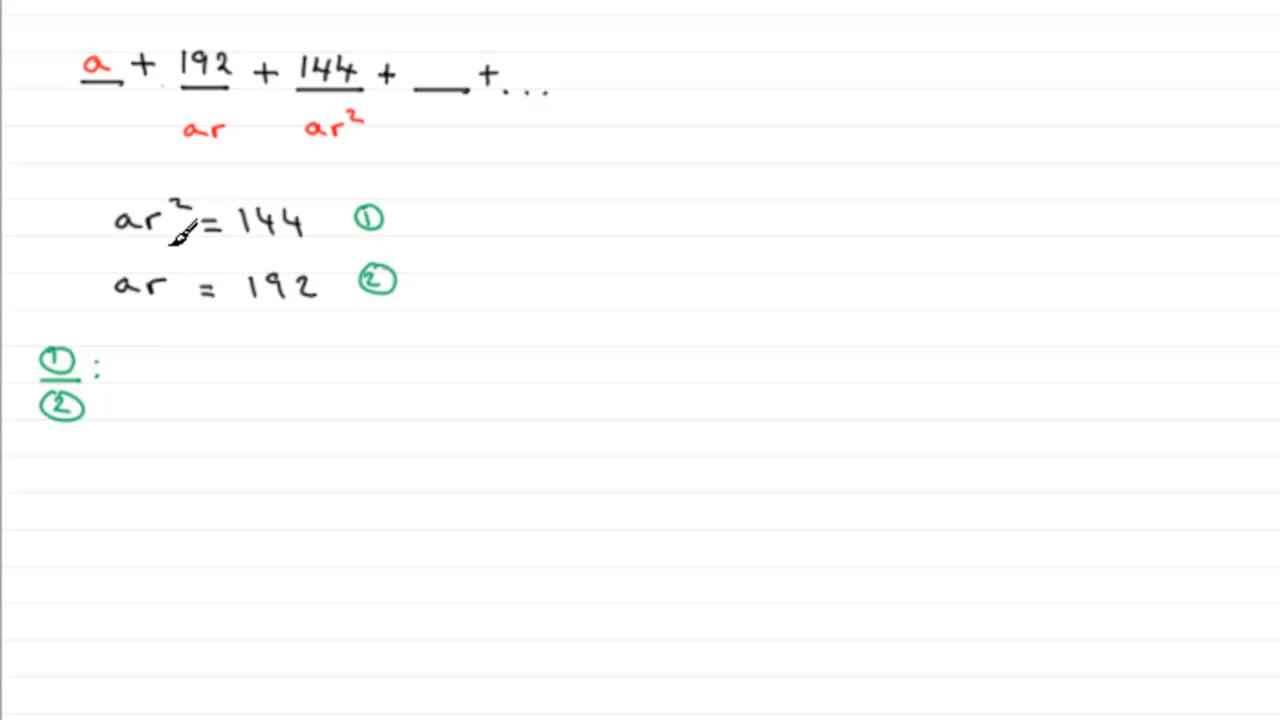 a + 192 + 144 + ___ + ...
ar ar²
ar² = 144 ①
ar = 192 ②
①
② :